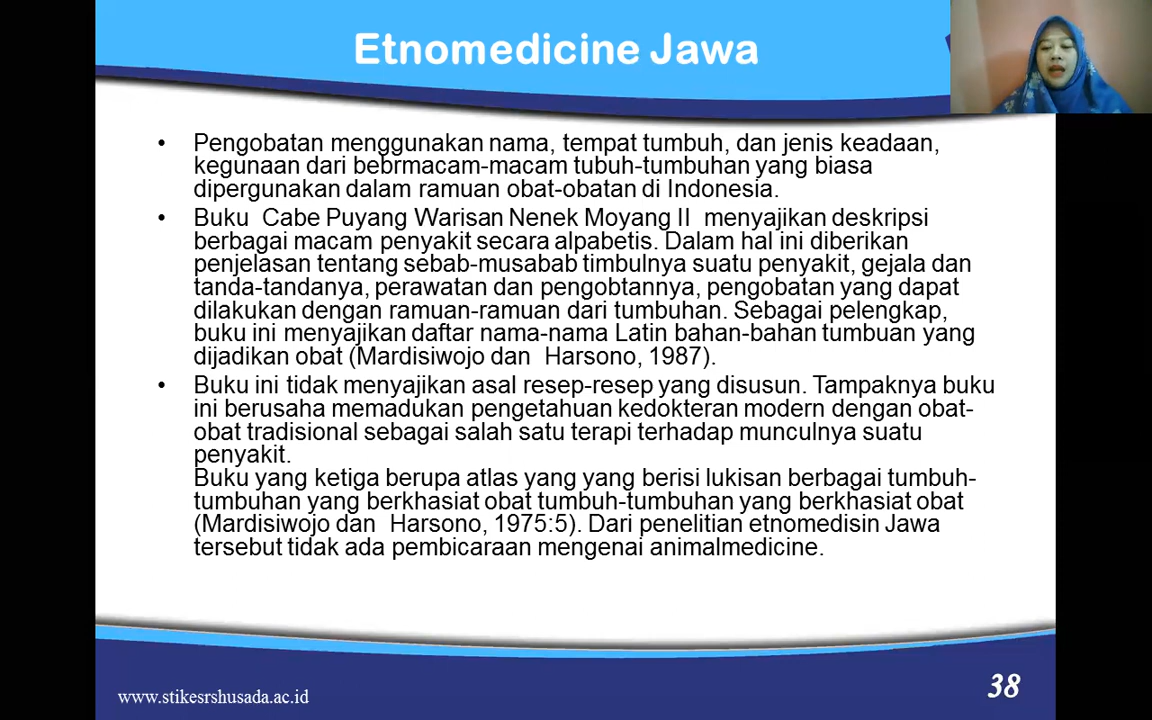 Etnomedicine Jawa
• Pengobatan menggunakan nama, tempat tumbuh, dan jenis keadaan,
kegunaan dari bebrmacam-macam tubuh-tumbuhan yang biasa
dipergunakan dalam ramuan obat-obatan di Indonesia.
• Buku Cabe Puyang Warisan Nenek Moyang II menyajikan deskripsi
berbagai macam penyakit secara alpabetis. Dalam hal ini diberikan
penjelasan tentang sebab-musabab timbulnya suatu penyakit, gejala dan
tanda-tandanya, perawatan dan pengobtannya, pengobatan yang dapat
dilakukan dengan ramuan-ramuan dari tumbuhan. Sebagai pelengkap,
buku ini menyajikan daftar nama-nama Latin bahan-bahan tumbuan yang
dijadikan obat (Mardisiwojo dan Harsono, 1987).
• Buku ini tidak menyajikan asal resep-resep yang disusun. Tampaknya buku
ini berusaha memadukan pengetahuan kedokteran modern dengan obat-
obat tradisional sebagai salah satu terapi terhadap munculnya suatu
penyakit.
Buku yang ketiga berupa atlas yang yang berisi lukisan berbagai tumbuh-
tumbuhan yang berkhasiat obat tumbuh-tumbuhan yang berkhasiat obat
(Mardisiwojo dan Harsono, 1975:5). Dari penelitian etnomedisin Jawa
tersebut tidak ada pembicaraan mengenai animalmedicine.
www.stikesrshusada.ac.id
38